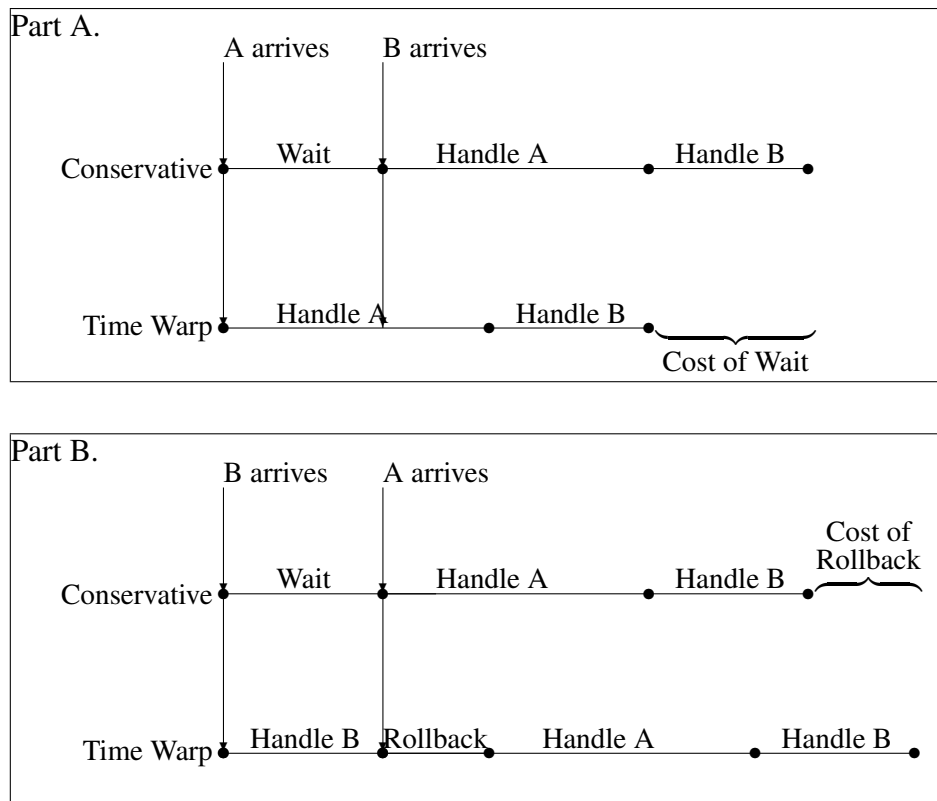 Part A.
A arrives
B arrives
Conservative
Wait
Handle A
Handle B
Time Warp
Handle A
Handle B
Cost of Wait
Part B.
B arrives
A arrives
Cost of
Rollback
Conservative
Wait
Handle A
Handle B
Time Warp
Handle B
Rollback
Handle A
Handle B